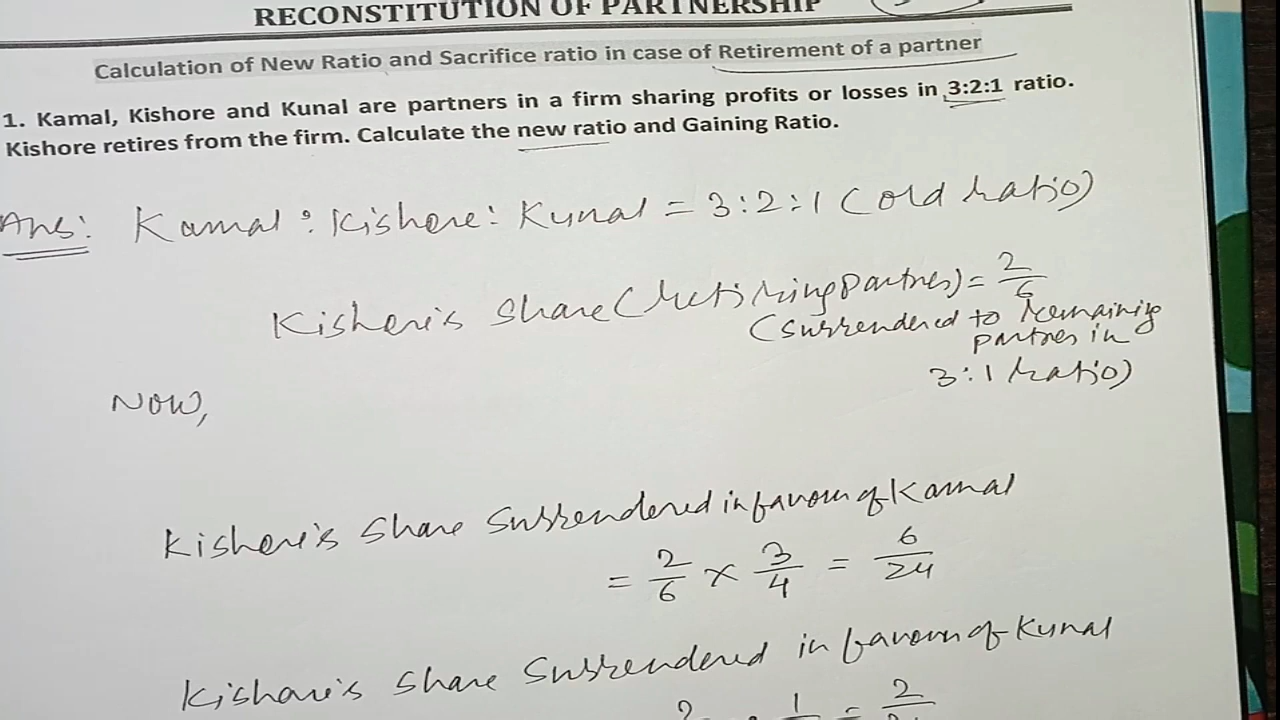 RECONSTITUTION OF PARTNERSHIP
Calculation of New Ratio and Sacrifice ratio in case of Retirement of a partner
1. Kamal, Kishore and Kunal are partners in a firm sharing profits or losses in 3:2:1 ratio.
Kishore retires from the firm. Calculate the new ratio and Gaining Ratio.
Ans: Kamal : Kishore : Kunal = 3:2:1 (old ratio)
Kishore's share (retiring partner) = 2/6
(surrendered to remaining
partner in
3:1 ratio)
Now,
Kishore's share surrendered in favour of Kamal
= 2/6 × 3/4 = 6/24
Kishore's share surrendered in favour of Kunal
2 1 = 2